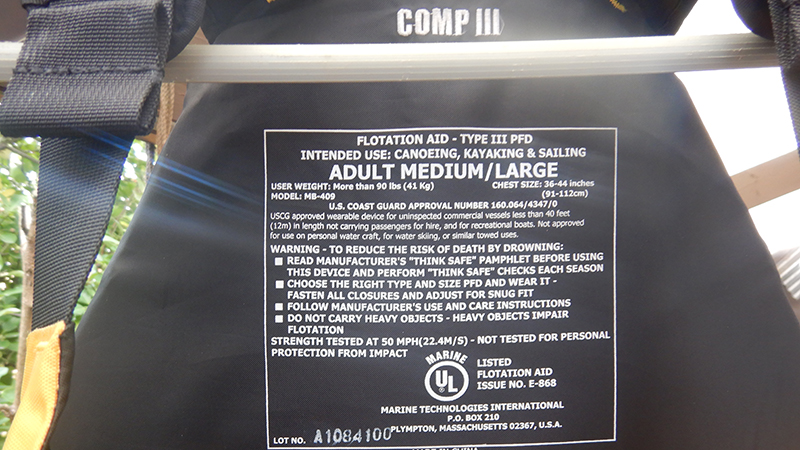 COMP III
FLOTATION AID - TYPE III PFD
INTENDED USE: CANOEING, KAYAKING & SAILING
ADULT MEDIUM/LARGE
USER WEIGHT: More than 90 lbs (41 Kg) CHEST SIZE: 36-44 inches
MODEL: MB-409 (91-112cm)
U.S. COAST GUARD APPROVAL NUMBER 160.064/4347/0
USCG approved wearable device for uninspected commercial vessels less than 40 feet
(12m) in length not carrying passengers for hire, and for recreational boats. Not approved
for use on personal water craft, for water skiing, or similar towed uses.
WARNING - TO REDUCE THE RISK OF DEATH BY DROWNING:
■ READ MANUFACTURER'S "THINK SAFE" PAMPHLET BEFORE USING
THIS DEVICE AND PERFORM "THINK SAFE" CHECKS EACH SEASON
■ CHOOSE THE RIGHT TYPE AND SIZE PFD AND WEAR IT -
FASTEN ALL CLOSURES AND ADJUST FOR SNUG FIT
■ FOLLOW MANUFACTURER'S USE AND CARE INSTRUCTIONS
■ DO NOT CARRY HEAVY OBJECTS - HEAVY OBJECTS IMPAIR
FLOTATION
STRENGTH TESTED AT 50 MPH(22.4M/S) - NOT TESTED FOR PERSONAL
PROTECTION FROM IMPACT
MARINE
UL
LISTED
FLOTATION AID
ISSUE NO. E-868
MARINE TECHNOLOGIES INTERNATIONAL
P.O. BOX 210
PLYMPTON, MASSACHUSETTS 02367, U.S.A.
LOT NO. A1084100
MADE IN CHINA